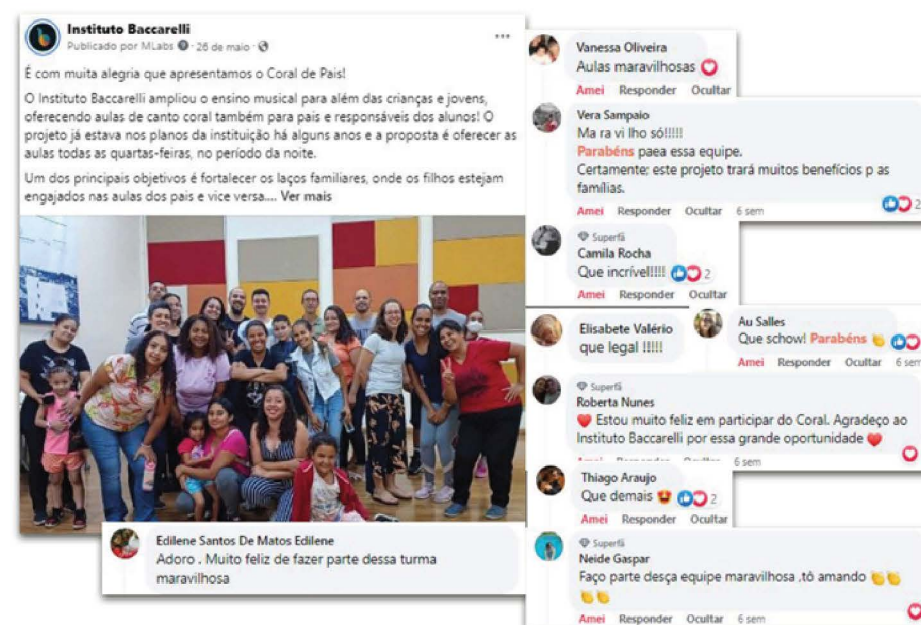 Instituto Baccarelli
Publicado por MLabs · 26 de maio ·
É com muita alegria que apresentamos o Coral de Pais!
O Instituto Baccarelli ampliou o ensino musical para além das crianças e jovens,
oferecendo aulas de canto coral também para pais e responsáveis dos alunos! O
projeto já estava nos planos da instituição há alguns anos e a proposta é oferecer as
aulas todas as quartas-feiras, no período da noite.
Um dos principais objetivos é fortalecer os laços familiares, onde os filhos estejam
engajados nas aulas dos pais e vice versa.... Ver mais
Edilene Santos De Matos Edilene
Adoro . Muito feliz de fazer parte dessa turma
maravilhosa
Vanessa Oliveira
Aulas maravilhosas
Amei Responder Ocultar
Vera Sampaio
Ma ra vi lho só!!!!!
Parabéns paea essa equipe.
Certamente; este projeto trará muitos benefícios p as
famílias.
Amei Responder Ocultar 6 sem
2
Superfã
Camila Rocha
Que incrível!!!!! 2
Amei Responder Ocultar
Elisabete Valério
que legal !!!!!
Au Salles
Que schow! Parabéns 👏
Amei Responder Ocultar 6 sem
Superfã
Roberta Nunes
❤️ Estou muito feliz em participar do Coral. Agradeço ao
Instituto Baccarelli por essa grande oportunidade ❤️
6 sem
Thiago Araujo
Que demais 😍 2
Amei Responder Ocultar
Superfã
Neide Gaspar
Faço parte desça equipe maravilhosa ,tô amando 👏👏
👏👏
Amei Responder Ocultar 6 sem